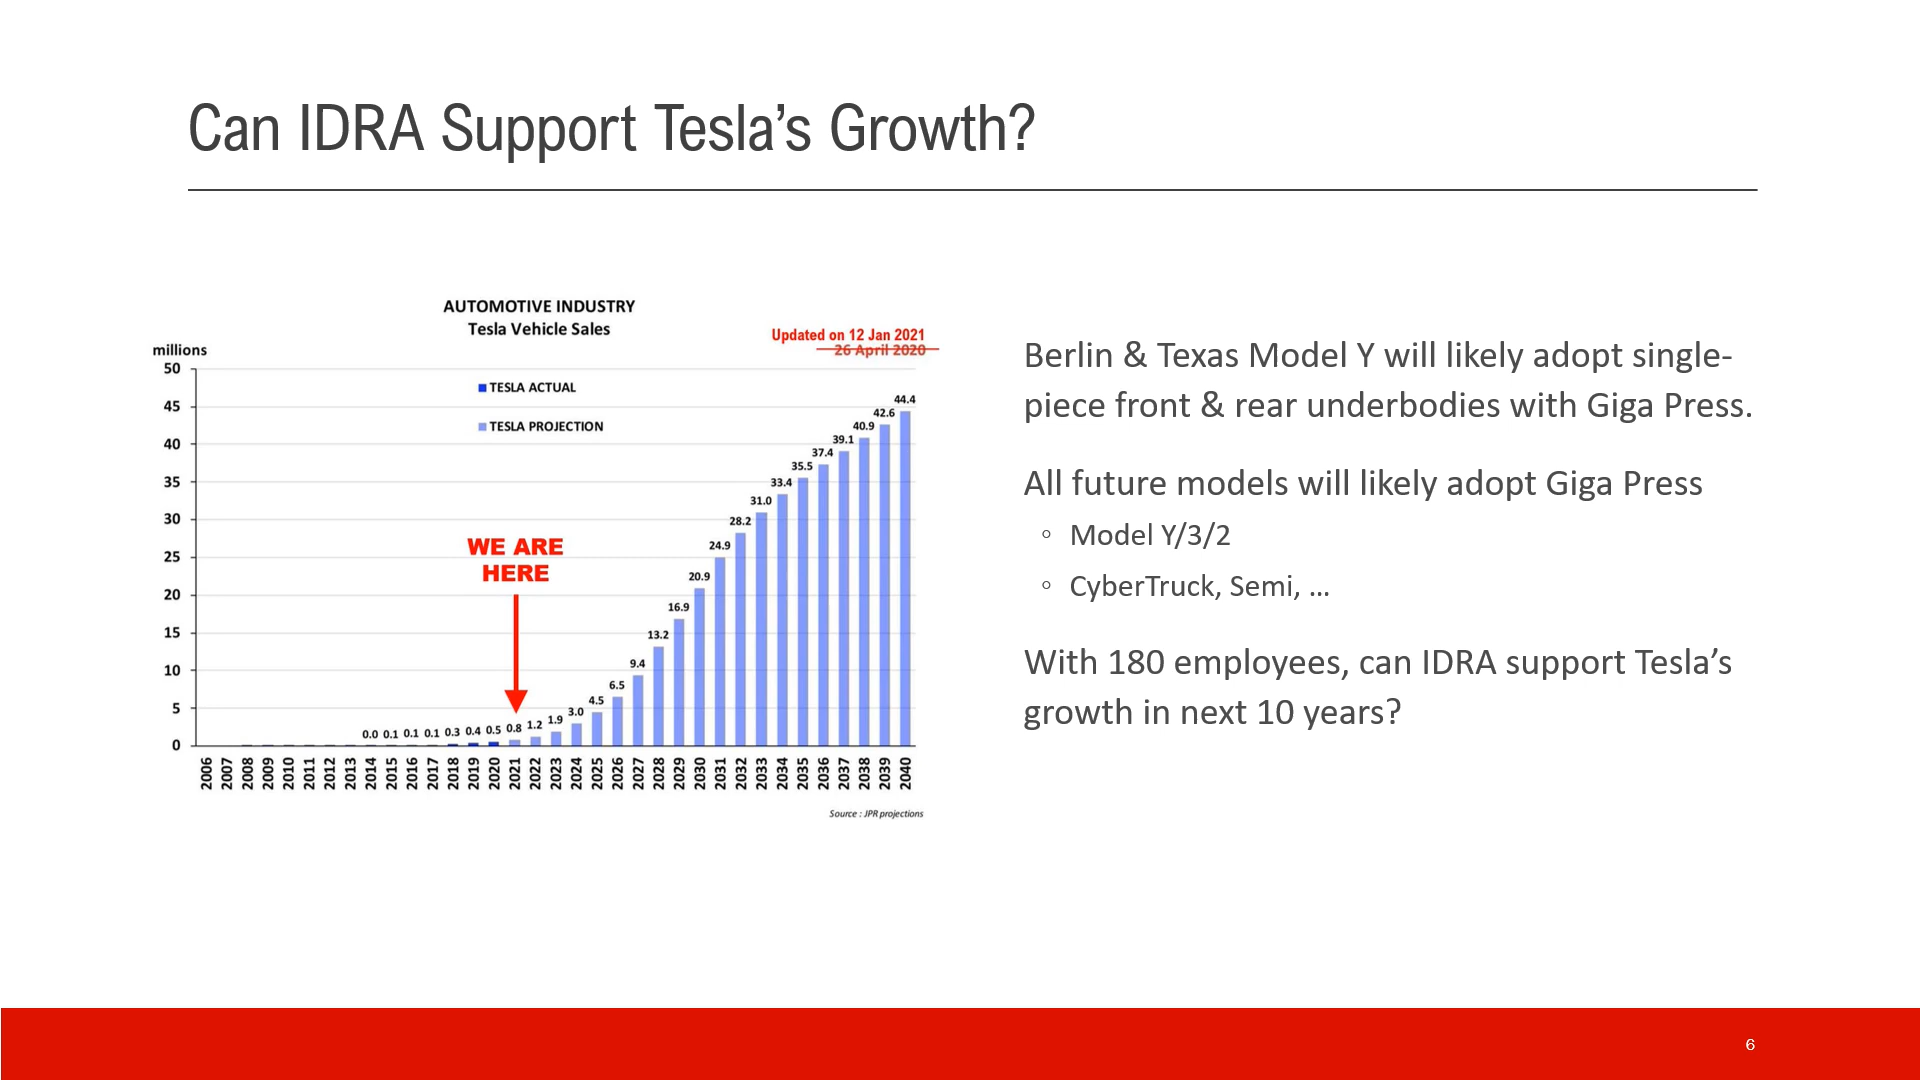 Can IDRA Support Tesla’s Growth?
AUTOMOTIVE INDUSTRY
Tesla Vehicle Sales
Updated on 12 Jan 2021
26 April 2020
millions
50
45
40
35
30
25
20
15
10
5
0
TESLA ACTUAL
TESLA PROJECTION
WE ARE
HERE
0.0 0.1 0.1 0.1 0.3 0.4 0.5 0.8 1.2 1.9 3.0 4.5 6.5 9.4 13.2 16.9 20.9 24.9 28.2 31.0 33.4 35.5 37.4 39.1 40.9 42.6 44.4
2006 2007 2008 2009 2010 2011 2012 2013 2014 2015 2016 2017 2018 2019 2020 2021 2022 2023 2024 2025 2026 2027 2028 2029 2030 2031 2032 2033 2034 2035 2036 2037 2038 2039 2040
Source : JPR projections
Berlin & Texas Model Y will likely adopt single-
piece front & rear underbodies with Giga Press.
All future models will likely adopt Giga Press
◦ Model Y/3/2
◦ CyberTruck, Semi, …
With 180 employees, can IDRA support Tesla’s
growth in next 10 years?
6